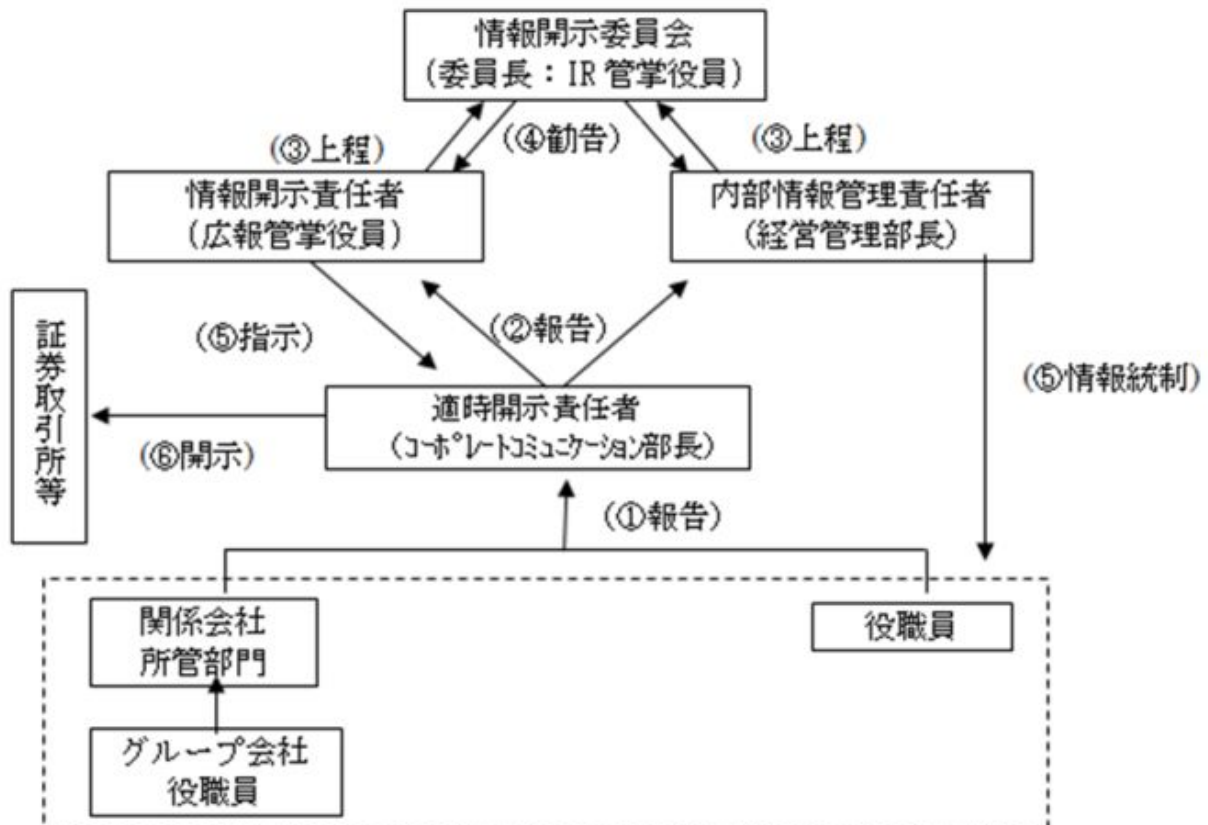 情報開示委員会
(委員長：IR管掌役員)
(③上程)
(④勧告)
(③上程)
情報開示責任者
(広報管掌役員)
内部情報管理責任者
(経営管理部長)
証券取引所等
(⑤指示)
(②報告)
(⑤情報統制)
適時開示責任者
(ｺｰﾎﾟﾚｰﾄｺﾐｭﾆｹｰｼｮﾝ部長)
(⑥開示)
(①報告)
関係会社
所管部門
役職員
グループ会社
役職員